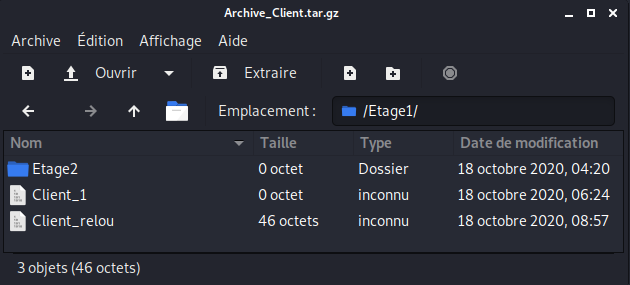 Archive_Client.tar.gz
Archive Édition Affichage Aide
Ouvrir Extraire
Emplacement : /Etage1/
Nom Taille Type Date de modification
Etage2 0 octet Dossier 18 octobre 2020, 04:20
Client_1 0 octet inconnu 18 octobre 2020, 06:24
Client_relou 46 octets inconnu 18 octobre 2020, 08:57
3 objets (46 octets)